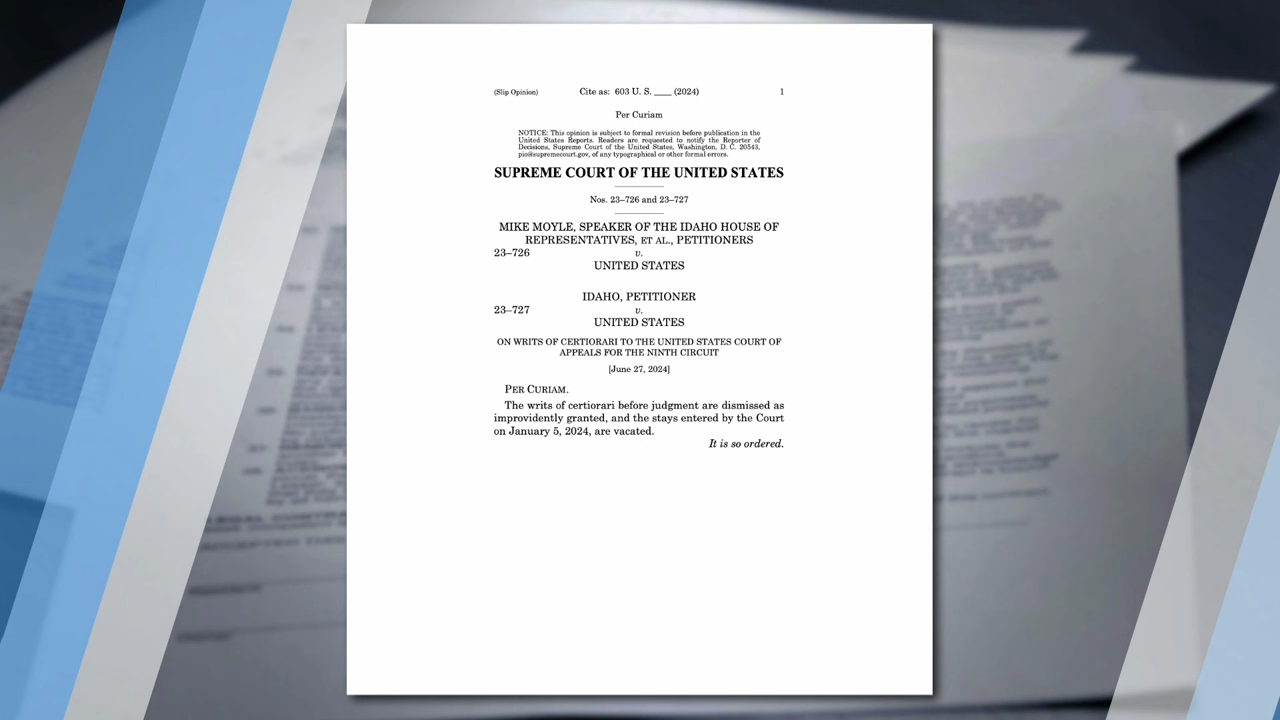 (Slip Opinion) Cite as: 603 U. S. ____ (2024) 1
Per Curiam
NOTICE: This opinion is subject to formal revision before publication in the
United States Reports. Readers are requested to notify the Reporter of
Decisions, Supreme Court of the United States, Washington, D. C. 20543,
pio@supremecourt.gov, of any typographical or other formal errors.
SUPREME COURT OF THE UNITED STATES
Nos. 23–726 and 23–727
MIKE MOYLE, SPEAKER OF THE IDAHO HOUSE OF
REPRESENTATIVES, ET AL., PETITIONERS
23–726 v.
UNITED STATES
IDAHO, PETITIONER
23–727 v.
UNITED STATES
ON WRITS OF CERTIORARI TO THE UNITED STATES COURT OF
APPEALS FOR THE NINTH CIRCUIT
[June 27, 2024]
PER CURIAM.
The writs of certiorari before judgment are dismissed as
improvidently granted, and the stays entered by the Court
on January 5, 2024, are vacated.
It is so ordered.